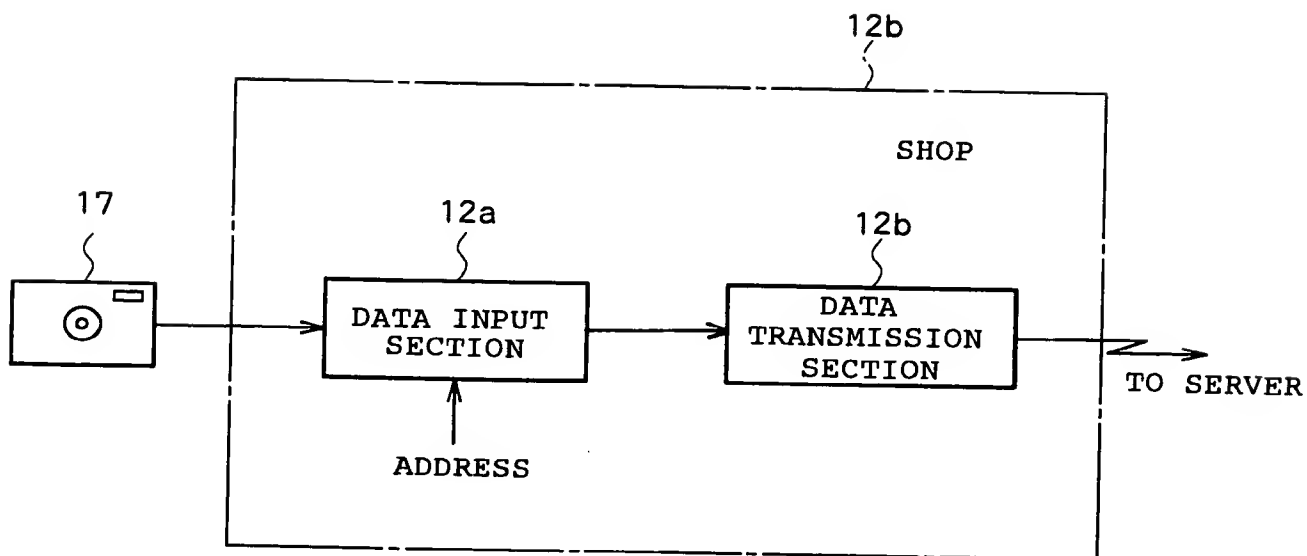 12b
SHOP
17
12a
12b
DATA INPUT
SECTION
DATA
TRANSMISSION
SECTION
TO SERVER
ADDRESS